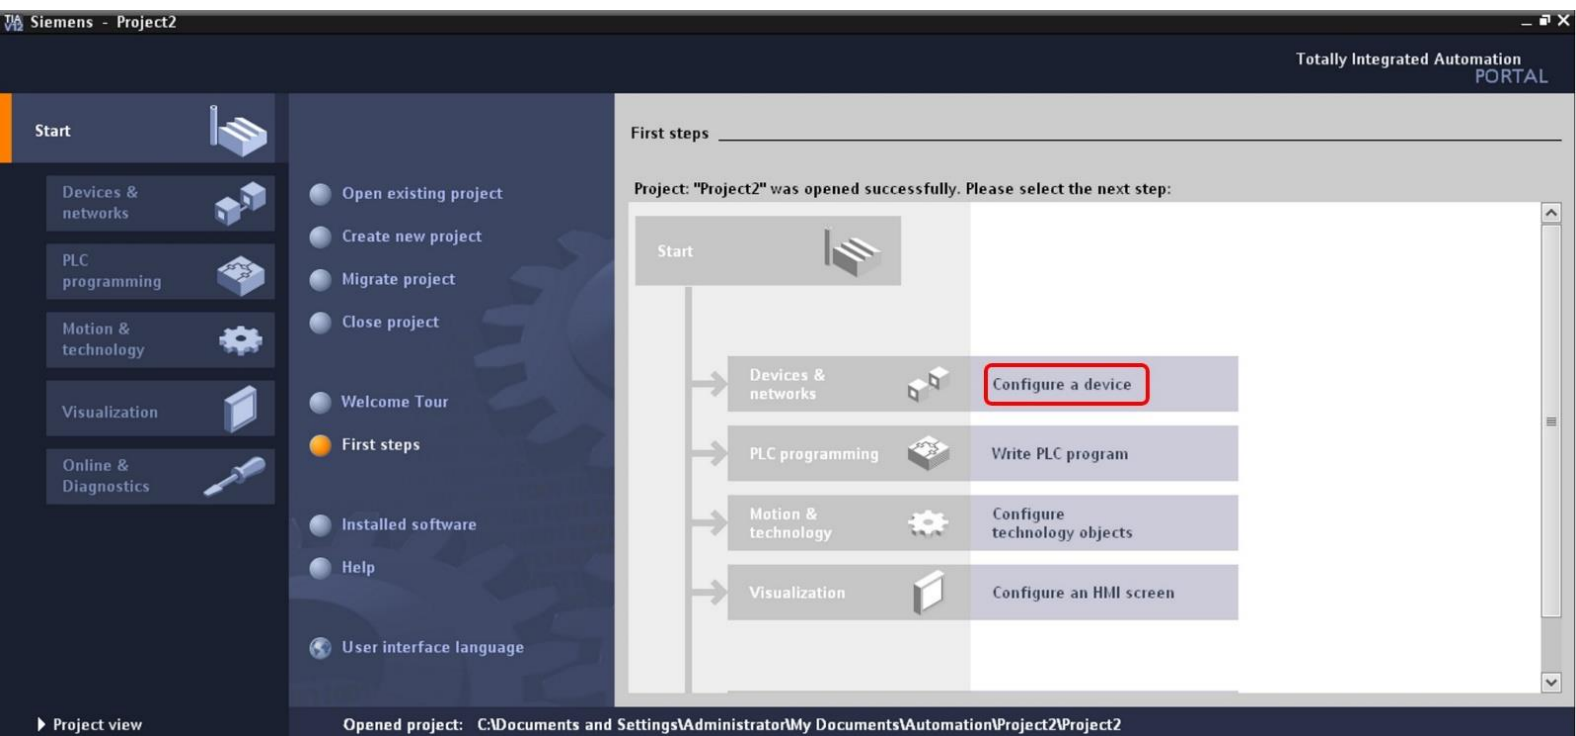 TIA V12 Siemens - Project2
Totally Integrated Automation
PORTAL
Start
Devices &
networks
PLC
programming
Motion &
technology
Visualization
Online &
Diagnostics
Open existing project
Create new project
Migrate project
Close project
Welcome Tour
First steps
Installed software
Help
User interface language
First steps
Project: "Project2" was opened successfully. Please select the next step:
Start
Devices &
networks
Configure a device
PLC programming
Write PLC program
Motion &
technology
Configure
technology objects
Visualization
Configure an HMI screen
Project view
Opened project: C:\Documents and Settings\Administrator\My Documents\Automation\Project2\Project2